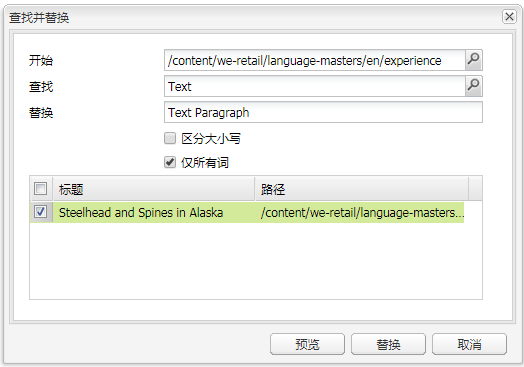 查找并替换
开始 /content/we-retail/language-masters/en/experience
查找 Text
替换 Text Paragraph
区分大小写
仅所有词
标题 路径
Steelhead and Spines in Alaska /content/we-retail/language-masters...
预览 替换 取消